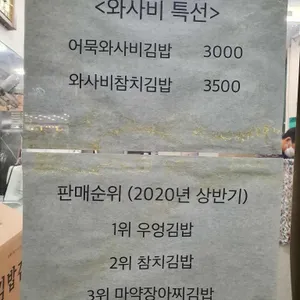 <와사비 특선>
어묵와사비김밥 3000
와사비참치김밥 3500
판매순위 (2020년 상반기)
1위 우엉김밥
2위 참치김밥
3위 마약장아찌김밥